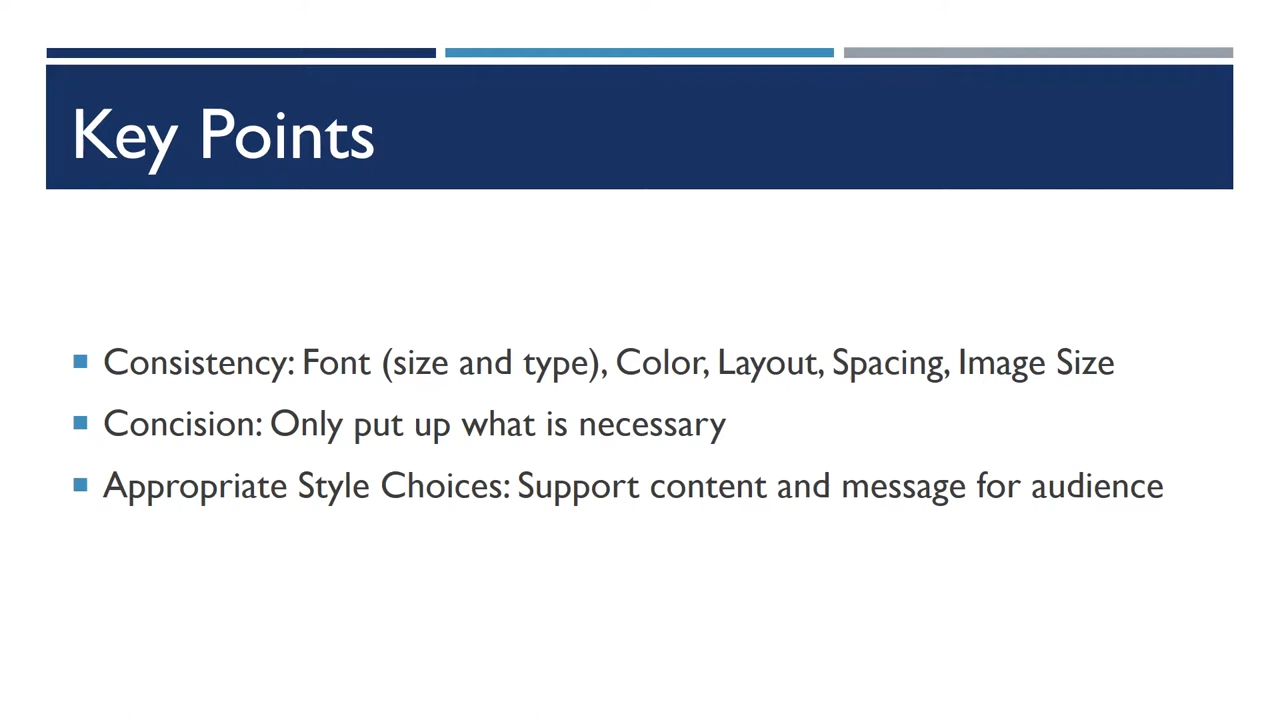 Key Points
Consistency: Font (size and type), Color, Layout, Spacing, Image Size
Concision: Only put up what is necessary
Appropriate Style Choices: Support content and message for audience